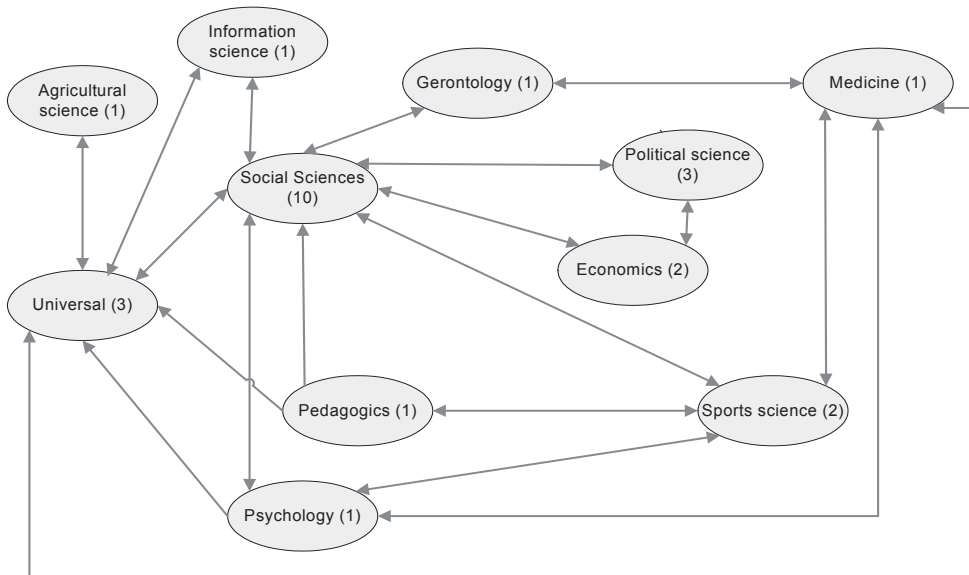 Information
science (1)
Agricultural
science (1)
Gerontology (1)
Medicine (1)
Political science
(3)
Social Sciences
(10)
Economics (2)
Universal (3)
Pedagogics (1)
Sports science (2)
Psychology (1)